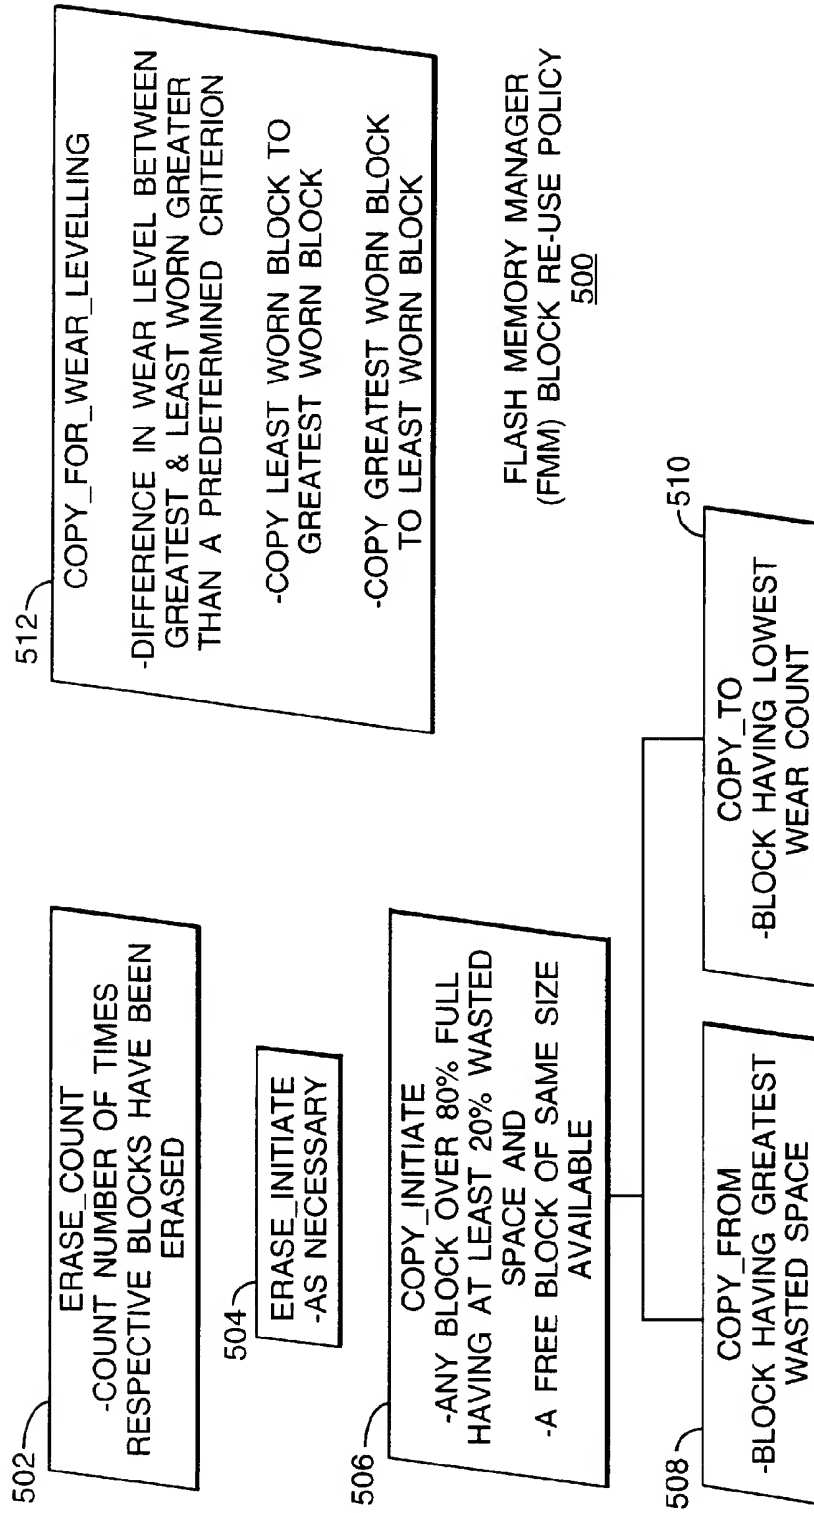 502
ERASE_COUNT
-COUNT NUMBER OF TIMES
RESPECTIVE BLOCKS HAVE BEEN
ERASED
504
ERASE_INITIATE
-AS NECESSARY
506
COPY_INITIATE
-ANY BLOCK OVER 80% FULL
HAVING AT LEAST 20% WASTED
SPACE AND
-A FREE BLOCK OF SAME SIZE
AVAILABLE
508
COPY_FROM
-BLOCK HAVING GREATEST
WASTED SPACE
510
COPY_TO
-BLOCK HAVING LOWEST
WEAR COUNT
512
COPY_FOR_WEAR_LEVELLING
-DIFFERENCE IN WEAR LEVEL BETWEEN
GREATEST & LEAST WORN GREATER
THAN A PREDETERMINED CRITERION
-COPY LEAST WORN BLOCK TO
GREATEST WORN BLOCK
-COPY GREATEST WORN BLOCK
TO LEAST WORN BLOCK
FLASH MEMORY MANAGER
(FMM) BLOCK RE-USE POLICY
500